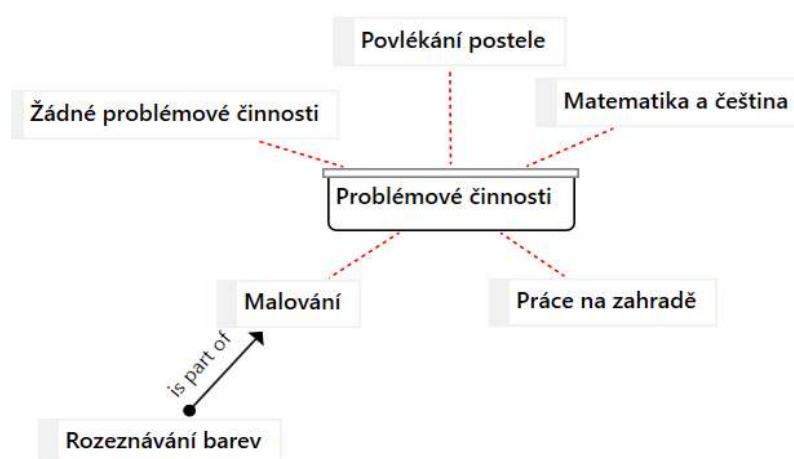 Povlékání postele
Žádné problémové činnosti
Matematika a čeština
Problémové činnosti
Malování
Práce na zahradě
is part of
Rozeznávání barev